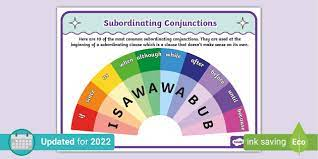 Subordinating Conjunctions
Here are 10 of the most common subordinating conjunctions. They are used at the
beginning of a subordinating clause which is a clause that doesn't make sense on its own.
if
since
as
when
although
while
after
before
until
because
I SAWAWABUB
Updated for 2022
ink saving
Eco